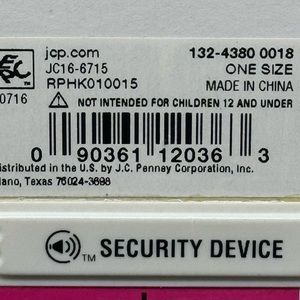 jcp.com 132-4380 0018
JC16-6715 ONE SIZE
0716 RPHK010015 MADE IN CHINA
NOT INTENDED FOR CHILDREN 12 AND UNDER
0 90361 12036 3
distributed in the U.S. by J.C. Penney Corporation, Inc.
lano, Texas 75024-3698
TM SECURITY DEVICE